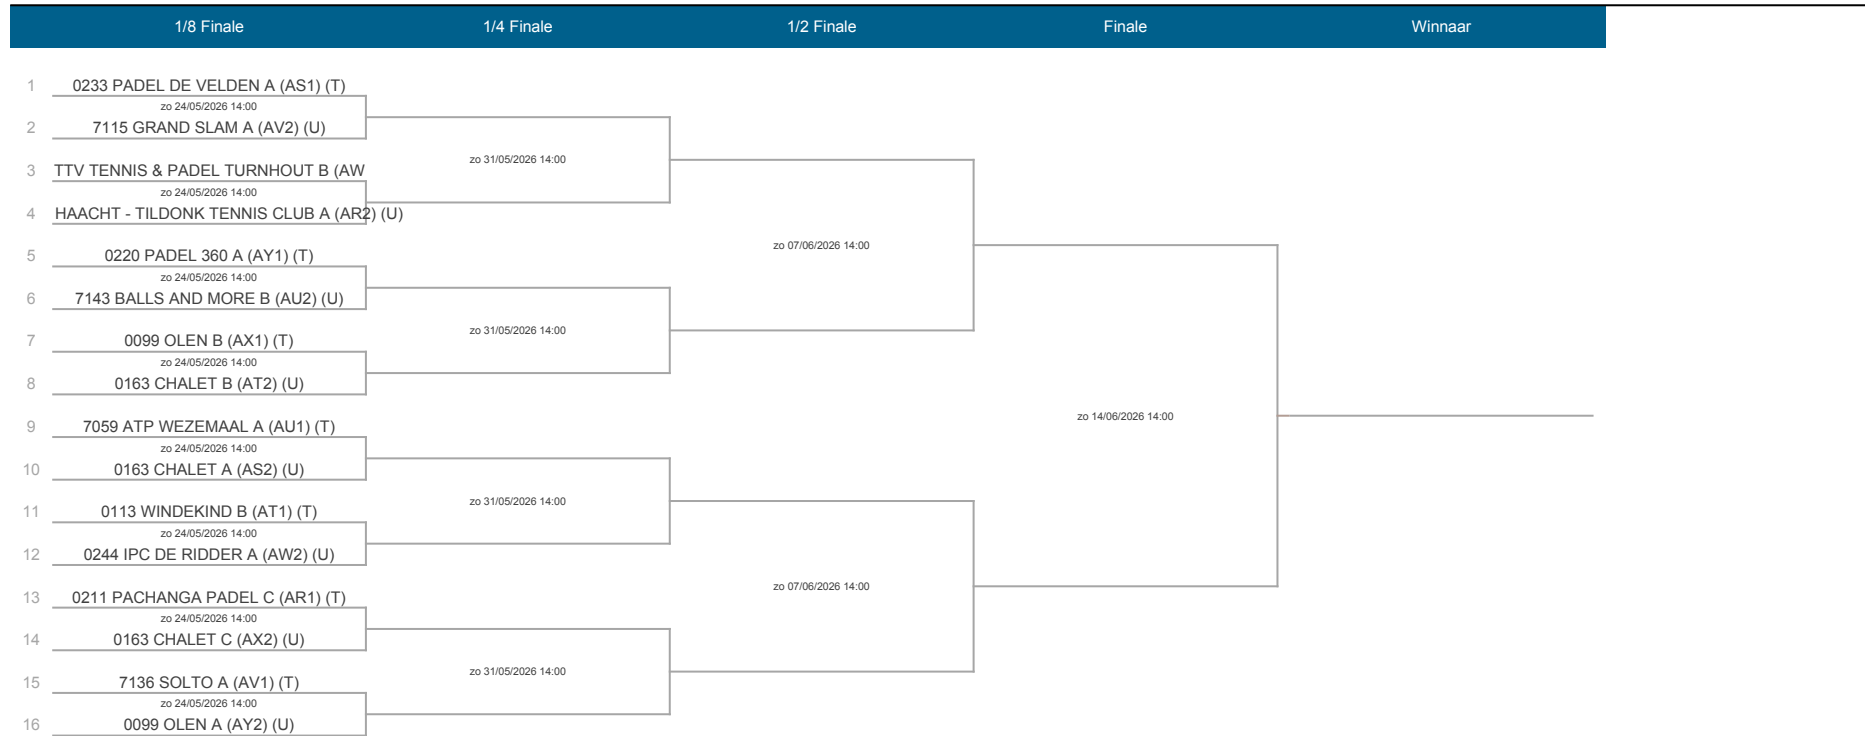 1/8 Finale 1/4 Finale 1/2 Finale Finale Winnaar
1 0233 PADEL DE VELDEN A (AS1) (T)
zo 24/05/2026 14:00
2 7115 GRAND SLAM A (AV2) (U)
zo 31/05/2026 14:00
3 TTV TENNIS & PADEL TURNHOUT B (AW
zo 24/05/2026 14:00
4 HAACHT - TILDONK TENNIS CLUB A (AR2) (U)
zo 07/06/2026 14:00
5 0220 PADEL 360 A (AY1) (T)
zo 24/05/2026 14:00
6 7143 BALLS AND MORE B (AU2) (U)
zo 31/05/2026 14:00
7 0099 OLEN B (AX1) (T)
zo 24/05/2026 14:00
8 0163 CHALET B (AT2) (U)
zo 14/06/2026 14:00
9 7059 ATP WEZEMAAL A (AU1) (T)
zo 24/05/2026 14:00
10 0163 CHALET A (AS2) (U)
zo 31/05/2026 14:00
11 0113 WINDEKIND B (AT1) (T)
zo 24/05/2026 14:00
12 0244 IPC DE RIDDER A (AW2) (U)
zo 07/06/2026 14:00
13 0211 PACHANGA PADEL C (AR1) (T)
zo 24/05/2026 14:00
14 0163 CHALET C (AX2) (U)
zo 31/05/2026 14:00
15 7136 SOLTO A (AV1) (T)
zo 24/05/2026 14:00
16 0099 OLEN A (AY2) (U)